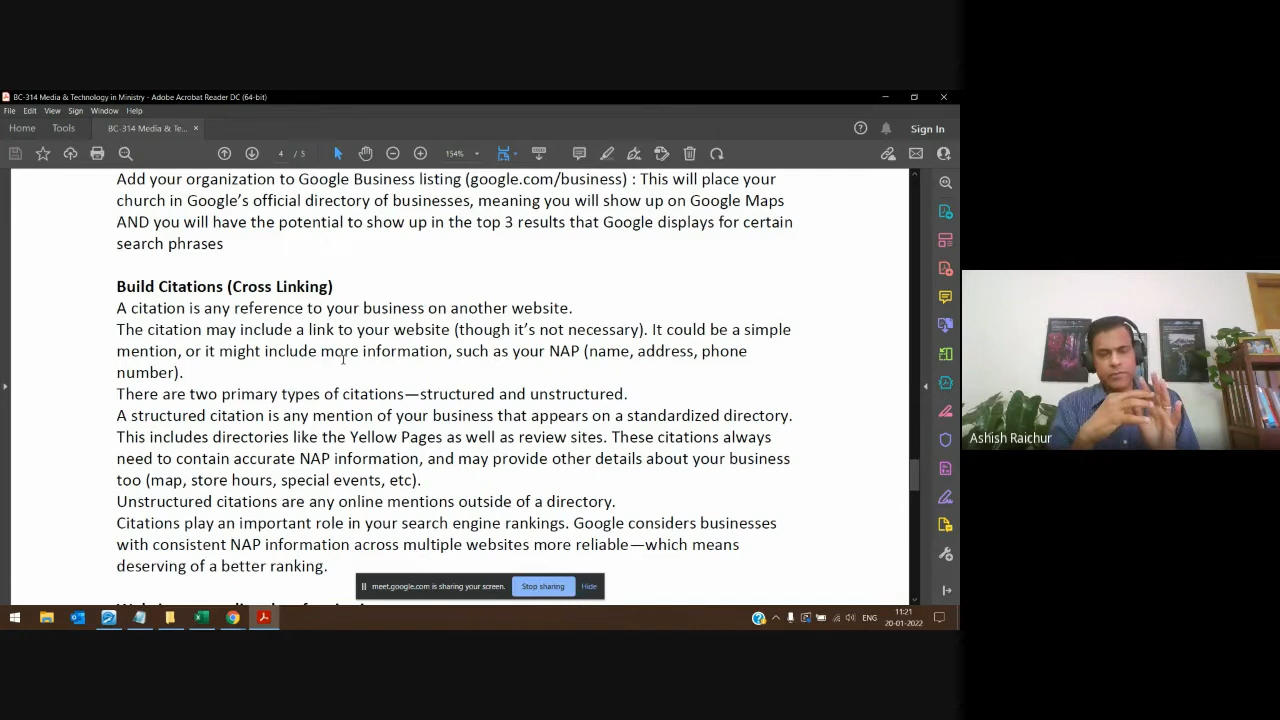 BC-314 Media & Technology in Ministry - Adobe Acrobat Reader DC (64-bit)
File Edit View Sign Window Help
Home Tools BC-314 Media & Te... × Sign In
4 / 5 154%
Add your organization to Google Business listing (google.com/business) : This will place your
church in Google’s official directory of businesses, meaning you will show up on Google Maps
AND you will have the potential to show up in the top 3 results that Google displays for certain
search phrases
Build Citations (Cross Linking)
A citation is any reference to your business on another website.
The citation may include a link to your website (though it’s not necessary). It could be a simple
mention, or it might include more information, such as your NAP (name, address, phone
number).
There are two primary types of citations—structured and unstructured.
A structured citation is any mention of your business that appears on a standardized directory.
This includes directories like the Yellow Pages as well as review sites. These citations always
need to contain accurate NAP information, and may provide other details about your business
too (map, store hours, special events, etc).
Unstructured citations are any online mentions outside of a directory.
Citations play an important role in your search engine rankings. Google considers businesses
with consistent NAP information across multiple websites more reliable—which means
deserving of a better ranking.
meet.google.com is sharing your screen. Stop sharing Hide
ENG
11:21
20-01-2022
Ashish Raichur